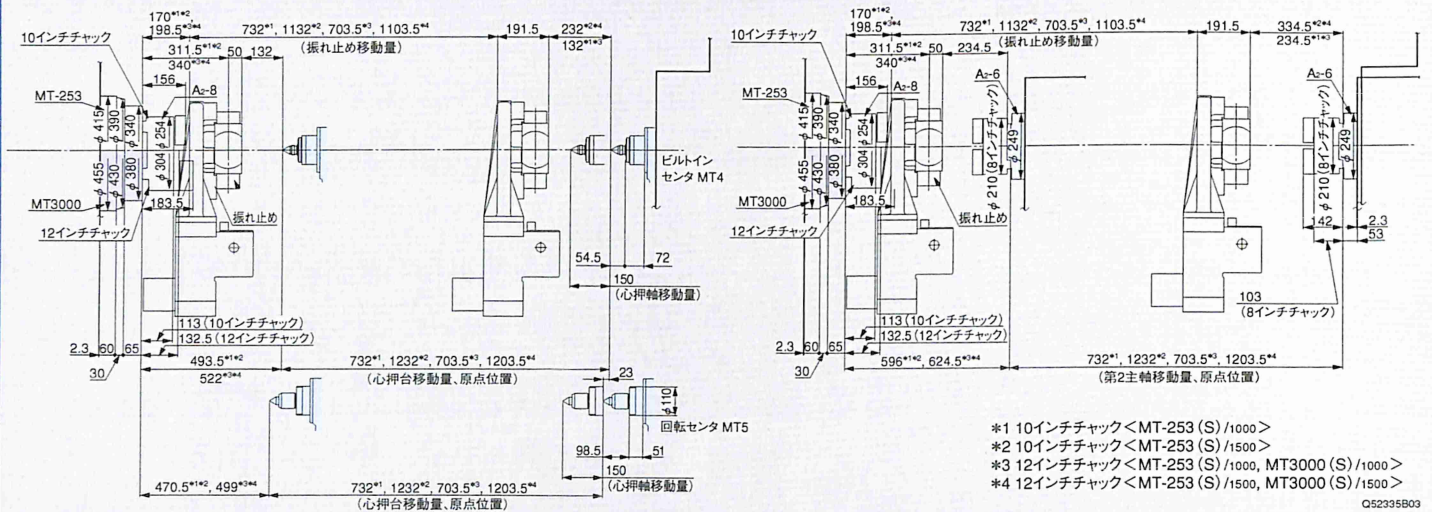 170*1*2,
198.5*3*4
732*1, 1132*2, 703.5*3, 1103.5*4
(振れ止め移動量)
191.5
232*2*4
132*1*3
10インチチャック
311.5*1*2
340*3*4
50
132
156
A2-8
MT-253
φ415
φ390
φ340
φ254
φ455
φ430
φ380
φ304
MT3000
183.5
12インチチャック
振れ止め
ビルトイン
センタ MT4
54.5
72
150
(心押軸移動量)
113(10インチチャック)
132.5(12インチチャック)
2.3
60
65
30
493.5*1*2
522*3*4
732*1, 1232*2, 703.5*3, 1203.5*4
(心押台移動量、原点位置)
23
φ110
回転センタ MT5
98.5
51
150
(心押軸移動量)
470.5*1*2, 499*3*4
732*1, 1232*2, 703.5*3, 1203.5*4
(心押台移動量、原点位置)
170*1*2,
198.5*3*4
732*1, 1132*2, 703.5*3, 1103.5*4
(振れ止め移動量)
191.5
334.5*2*4
234.5*1*3
10インチチャック
311.5*1*2
340*3*4
50
234.5
156
A2-8
A2-6
A2-6
MT-253
φ415
φ390
φ340
φ254
φ455
φ430
φ380
φ304
MT3000
183.5
12インチチャック
振れ止め
φ210(8インチチャック)
φ249
φ210(8インチチャック)
φ249
142
2.3
53
103
(8インチチャック)
113(10インチチャック)
132.5(12インチチャック)
2.3
60
65
30
596*1*2, 624.5*3*4
732*1, 1232*2, 703.5*3, 1203.5*4
(第2主軸移動量、原点位置)
*1 10インチチャック<MT-253(S)/1000>
*2 10インチチャック<MT-253(S)/1500>
*3 12インチチャック<MT-253(S)/1000, MT3000(S)/1000>
*4 12インチチャック<MT-253(S)/1500, MT3000(S)/1500>
Q52335B03